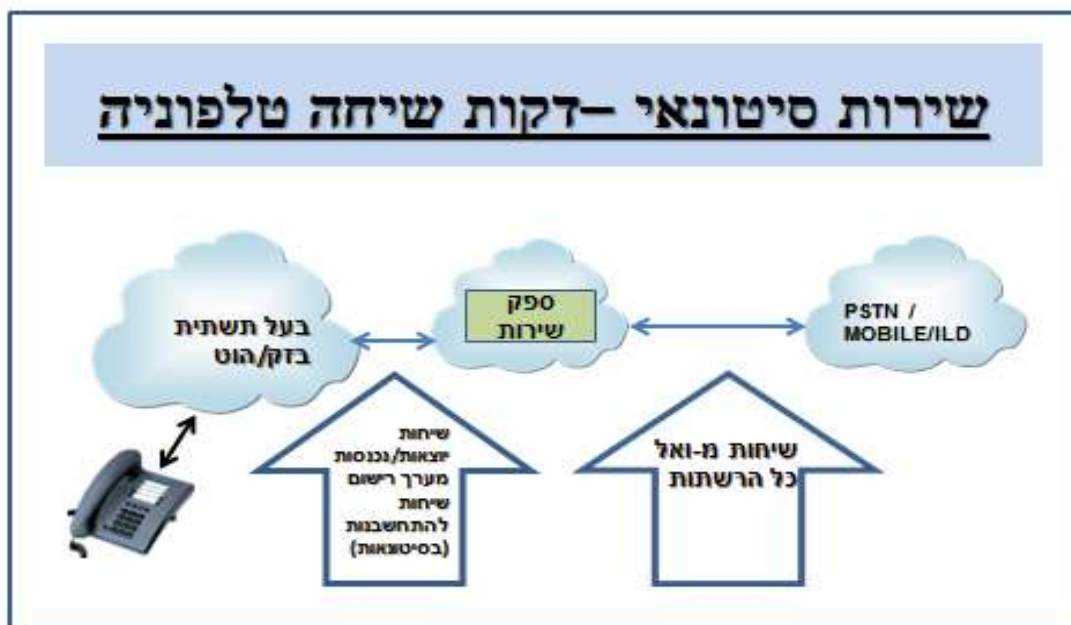 שירות סיטונאי –דקות שיחה טלפוניה
בעל תשתית
בזק/הוט
ספק
שירות
PSTN /
MOBILE/ILD
שיחות
יוצאות/נכנסות
מערך רישום
שיחות
להתחשבנות
(בסיטונאות)
שיחות מ-ואל
כל הרשתות